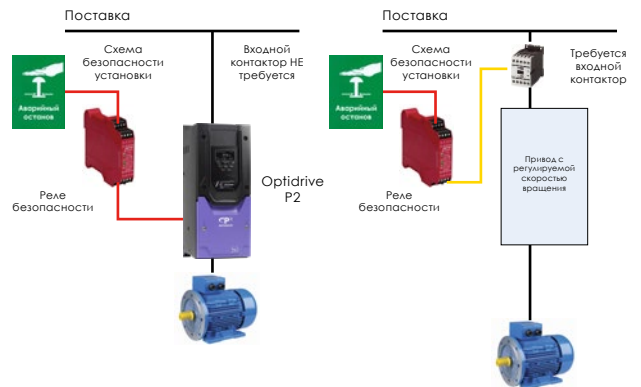 Поставка
Схема
безопасности
установки
Входной
контактор НЕ
требуется
Аварийный
останов
Реле
безопасности
Optidrive
P2
Поставка
Схема
безопасности
установки
Требуется
входной
контактор
Аварийный
останов
Реле
безопасности
Привод с
регулируемой
скоростью
вращения